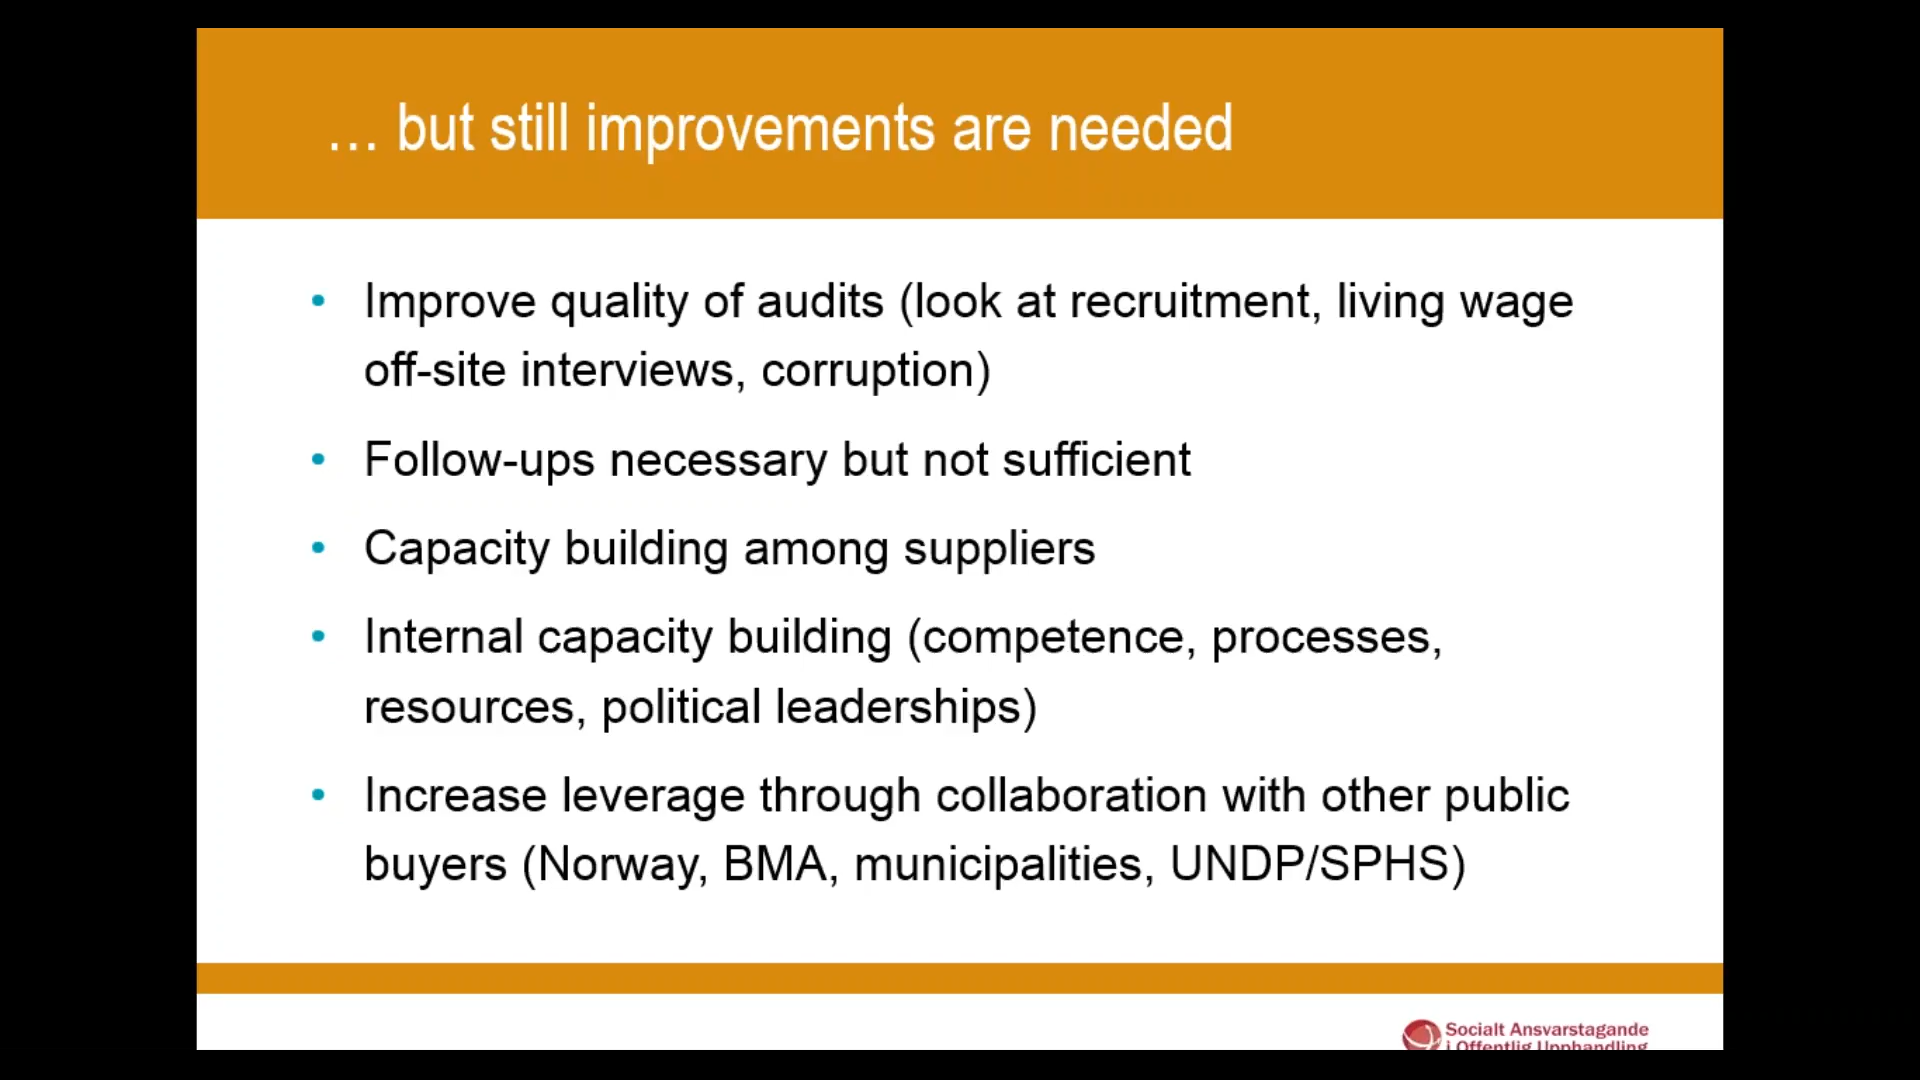 … but still improvements are needed
• Improve quality of audits (look at recruitment, living wage
off-site interviews, corruption)
• Follow-ups necessary but not sufficient
• Capacity building among suppliers
• Internal capacity building (competence, processes,
resources, political leaderships)
• Increase leverage through collaboration with other public
buyers (Norway, BMA, municipalities, UNDP/SPHS)
Socialt Ansvarstagande
i Offentlig Upphandling